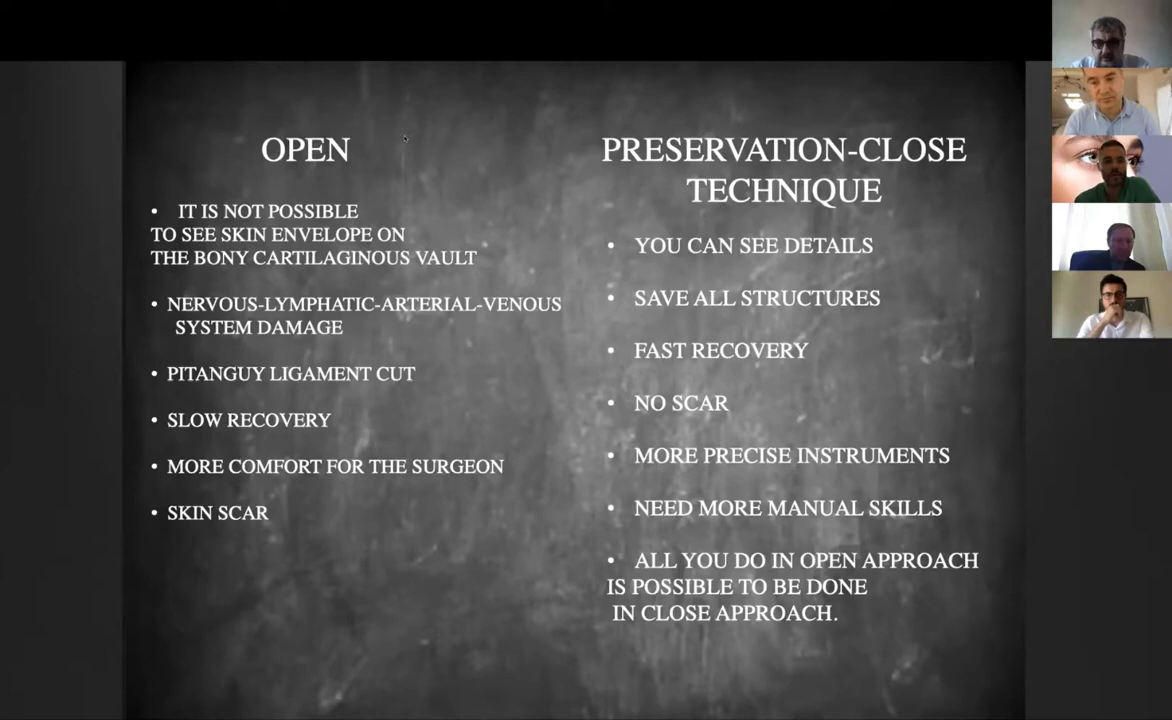 OPEN
• IT IS NOT POSSIBLE
TO SEE SKIN ENVELOPE ON
THE BONY CARTILAGINOUS VAULT
• NERVOUS-LYMPHATIC-ARTERIAL-VENOUS
SYSTEM DAMAGE
• PITANGUY LIGAMENT CUT
• SLOW RECOVERY
• MORE COMFORT FOR THE SURGEON
• SKIN SCAR
PRESERVATION-CLOSE
TECHNIQUE
• YOU CAN SEE DETAILS
• SAVE ALL STRUCTURES
• FAST RECOVERY
• NO SCAR
• MORE PRECISE INSTRUMENTS
• NEED MORE MANUAL SKILLS
• ALL YOU DO IN OPEN APPROACH
IS POSSIBLE TO BE DONE
IN CLOSE APPROACH.